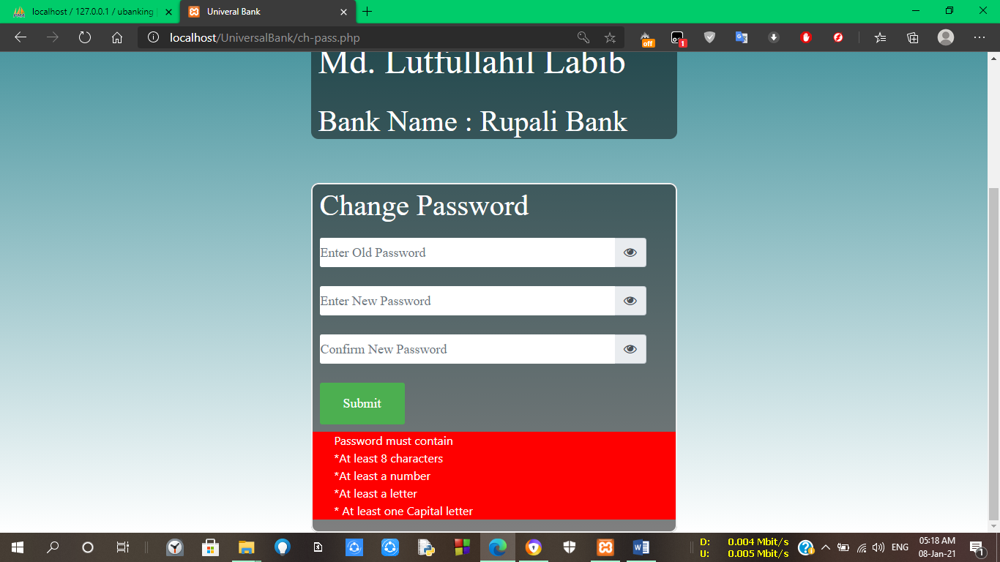 localhost / 127.0.0.1 / ubanking
Univeral Bank
localhost/UniversalBank/ch-pass.php
off
1
Md. Lutfullahil Labib
Bank Name : Rupali Bank
Change Password
Enter Old Password
Enter New Password
Confirm New Password
Submit
Password must contain
*At least 8 characters
*At least a number
*At least a letter
* At least one Capital letter
D: 0.004 Mbit/s
U: 0.005 Mbit/s
ENG
05:18 AM
08-Jan-21
1